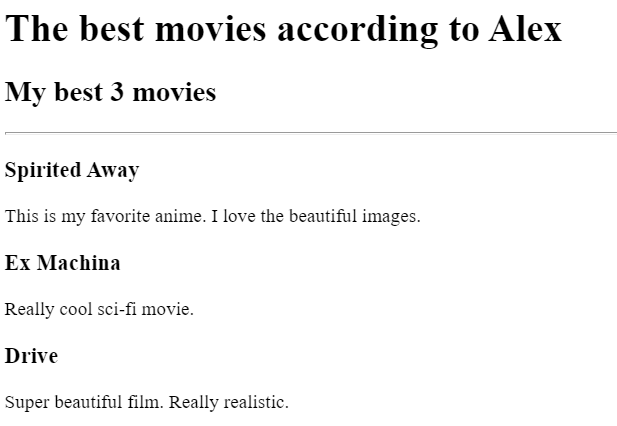 The best movies according to Alex
My best 3 movies
Spirited Away
This is my favorite anime. I love the beautiful images.
Ex Machina
Really cool sci-fi movie.
Drive
Super beautiful film. Really realistic.